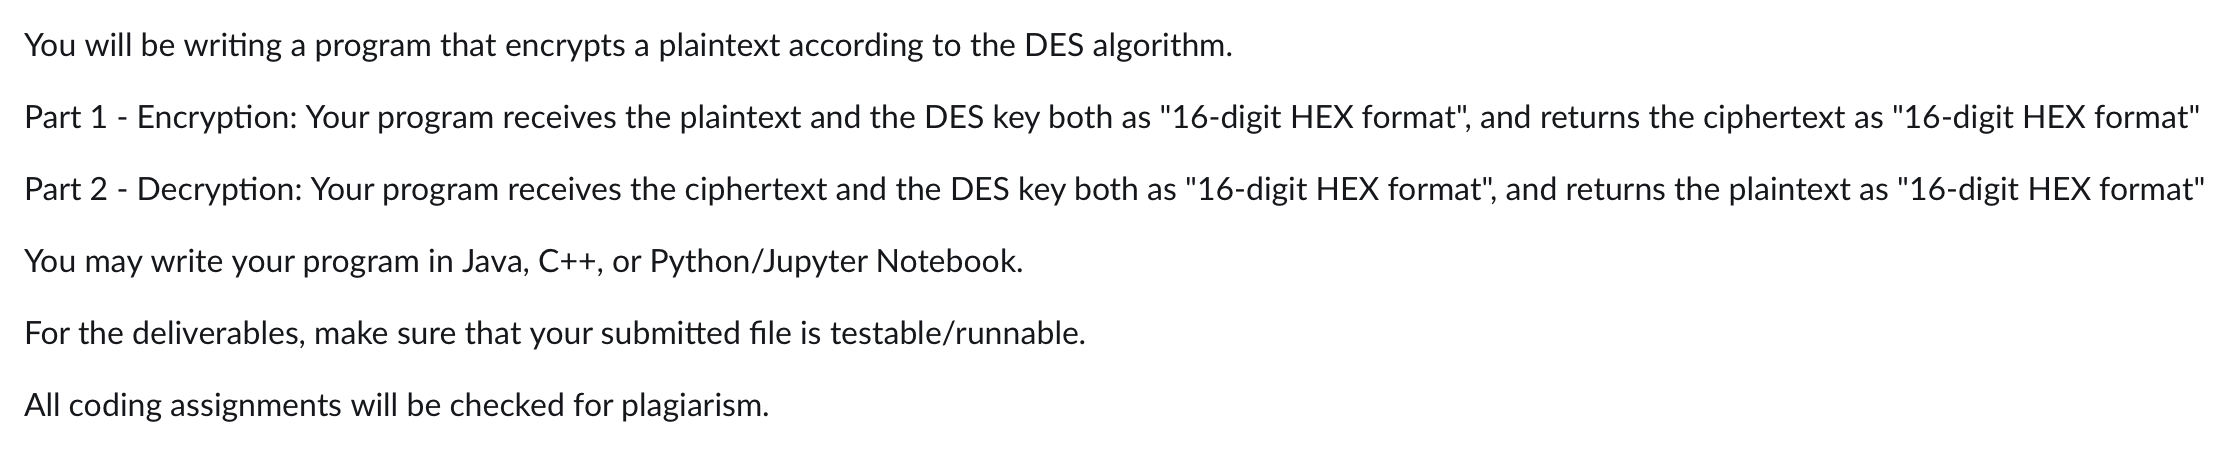 You will be writing a program that encrypts a plaintext according to the DES algorithm.
Part 1 - Encryption: Your program receives the plaintext and the DES key both as "16-digit HEX format", and returns the ciphertext as "16-digit HEX format"
Part 2 - Decryption: Your program receives the ciphertext and the DES key both as "16-digit HEX format", and returns the plaintext as "16-digit HEX format"
You may write your program in Java, C++, or Python/Jupyter Notebook.
For the deliverables, make sure that your submitted file is testable/runnable.
All coding assignments will be checked for plagiarism.